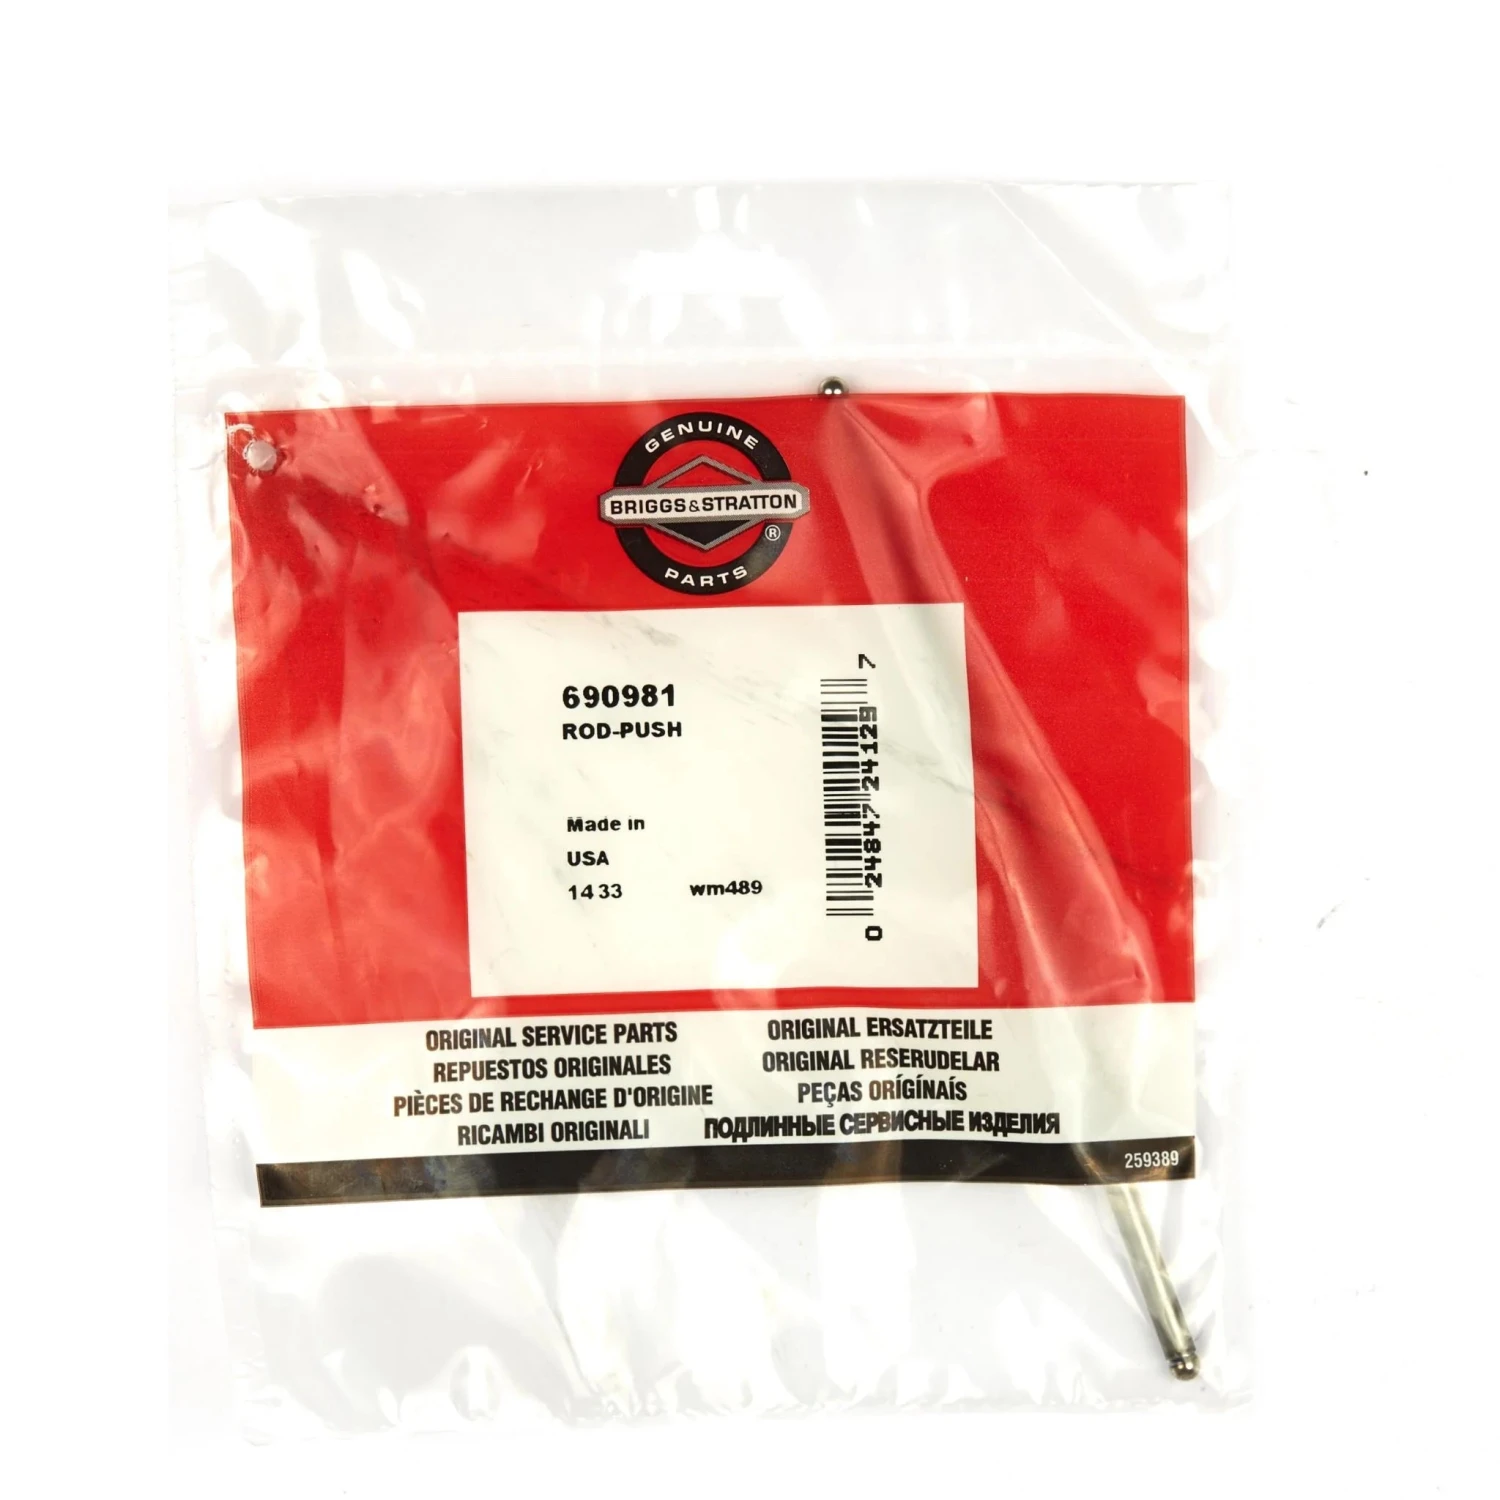 GENUINE
BRIGGS&STRATTON
®
PARTS
690981
ROD-PUSH
Made in
USA
14 33 wm489
0 24847 24129 7
ORIGINAL SERVICE PARTS
REPUESTOS ORIGINALES
PIÈCES DE RECHANGE D'ORIGINE
RICAMBI ORIGINALI
ORIGINAL ERSATZTEILE
ORIGINAL RESERUDELAR
PEÇAS ORÍGÍNAÍS
ПОДЛИННЫЕ СЕРВИСНЫЕ ИЗДЕЛИЯ
259389